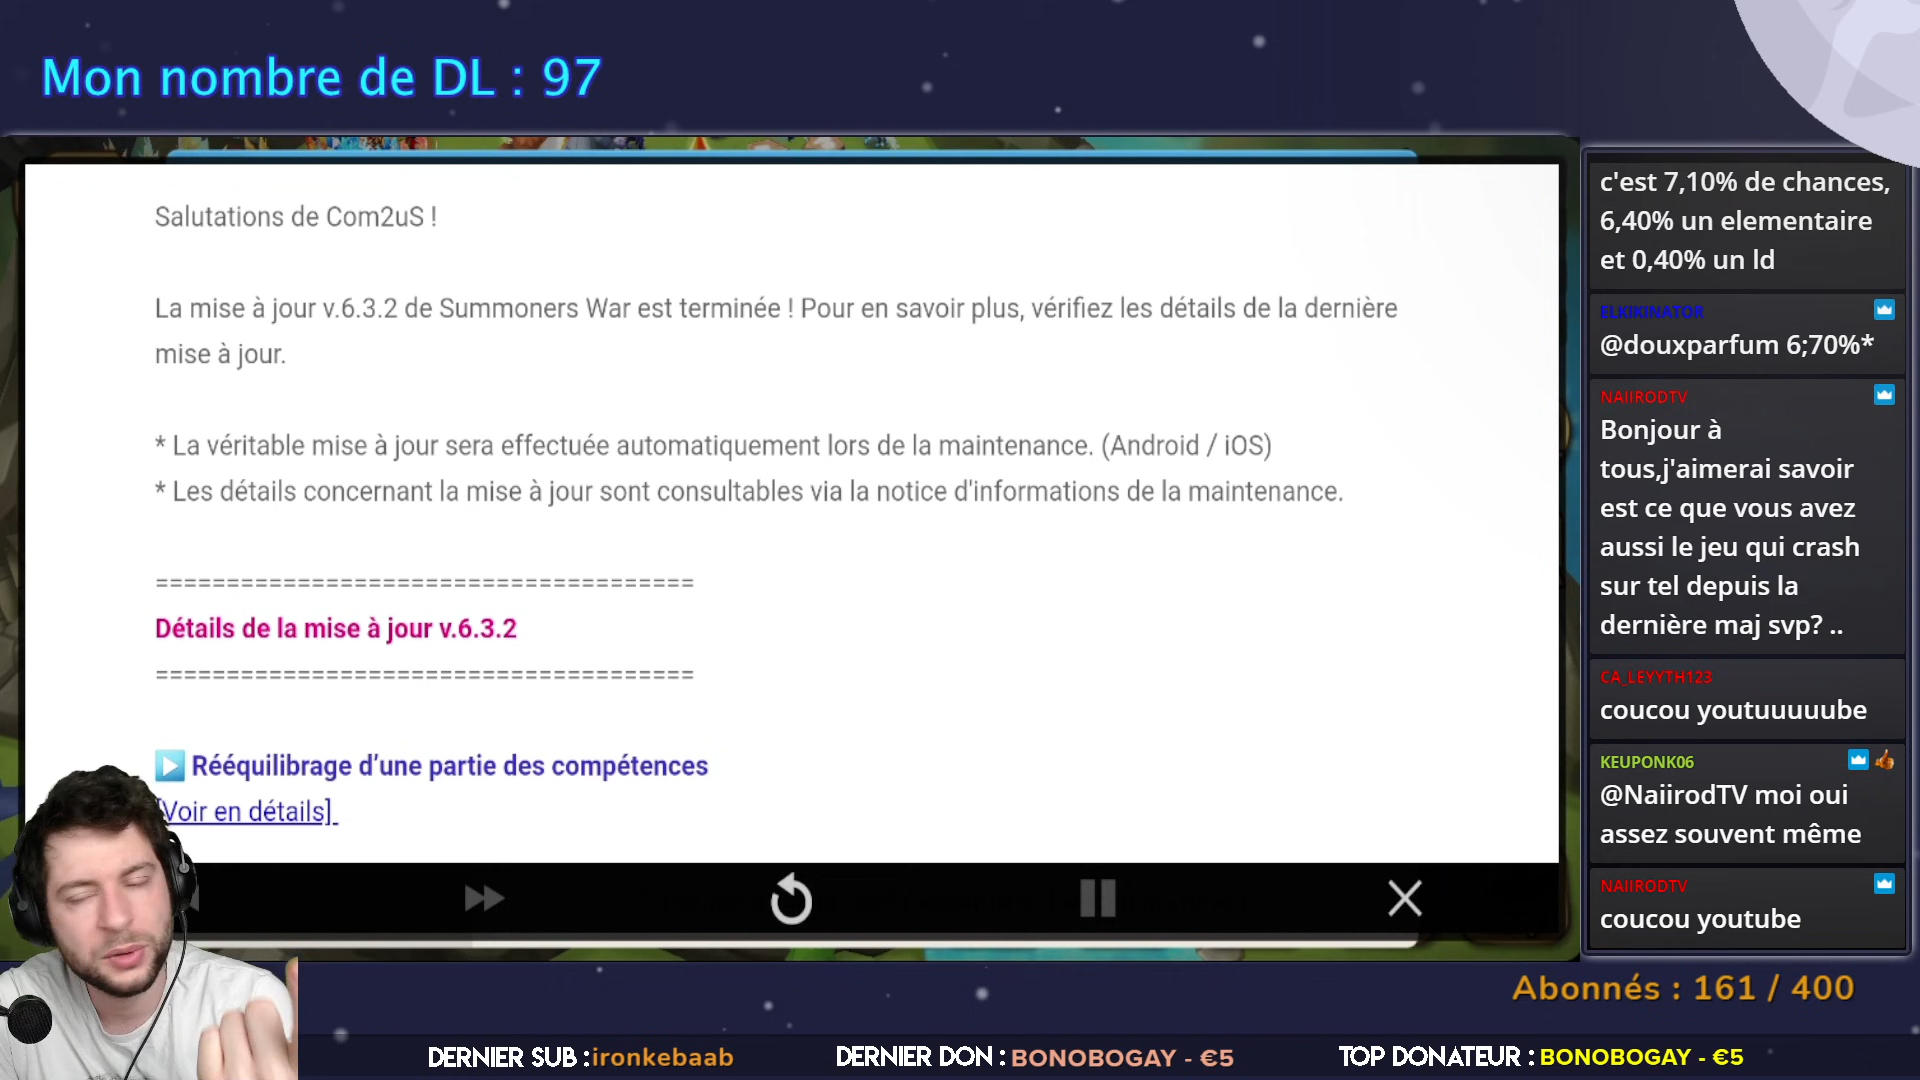 Mon nombre de DL : 97
Salutations de Com2uS !
La mise à jour v.6.3.2 de Summoners War est terminée ! Pour en savoir plus, vérifiez les détails de la dernière
mise à jour.
* La véritable mise à jour sera effectuée automatiquement lors de la maintenance. (Android / iOS)
* Les détails concernant la mise à jour sont consultables via la notice d'informations de la maintenance.
======================================
Détails de la mise à jour v.6.3.2
======================================
Rééquilibrage d’une partie des compétences
[Voir en détails]
c'est 7,10% de chances,
6,40% un elementaire
et 0,40% un ld
ELKIKINATOR
@douxparfum 6;70%*
NAIIRODTV
Bonjour à
tous,j'aimerai savoir
est ce que vous avez
aussi le jeu qui crash
sur tel depuis la
dernière maj svp? ..
CA_LEYYTH123
coucou youtuuuuube
KEUPONK06
@NaiirodTV moi oui
assez souvent même
NAIIRODTV
coucou youtube
Abonnés : 161 / 400
DERNIER SUB : ironkebaab
DERNIER DON : BONOBOGAY - €5
TOP DONATEUR : BONOBOGAY - €5